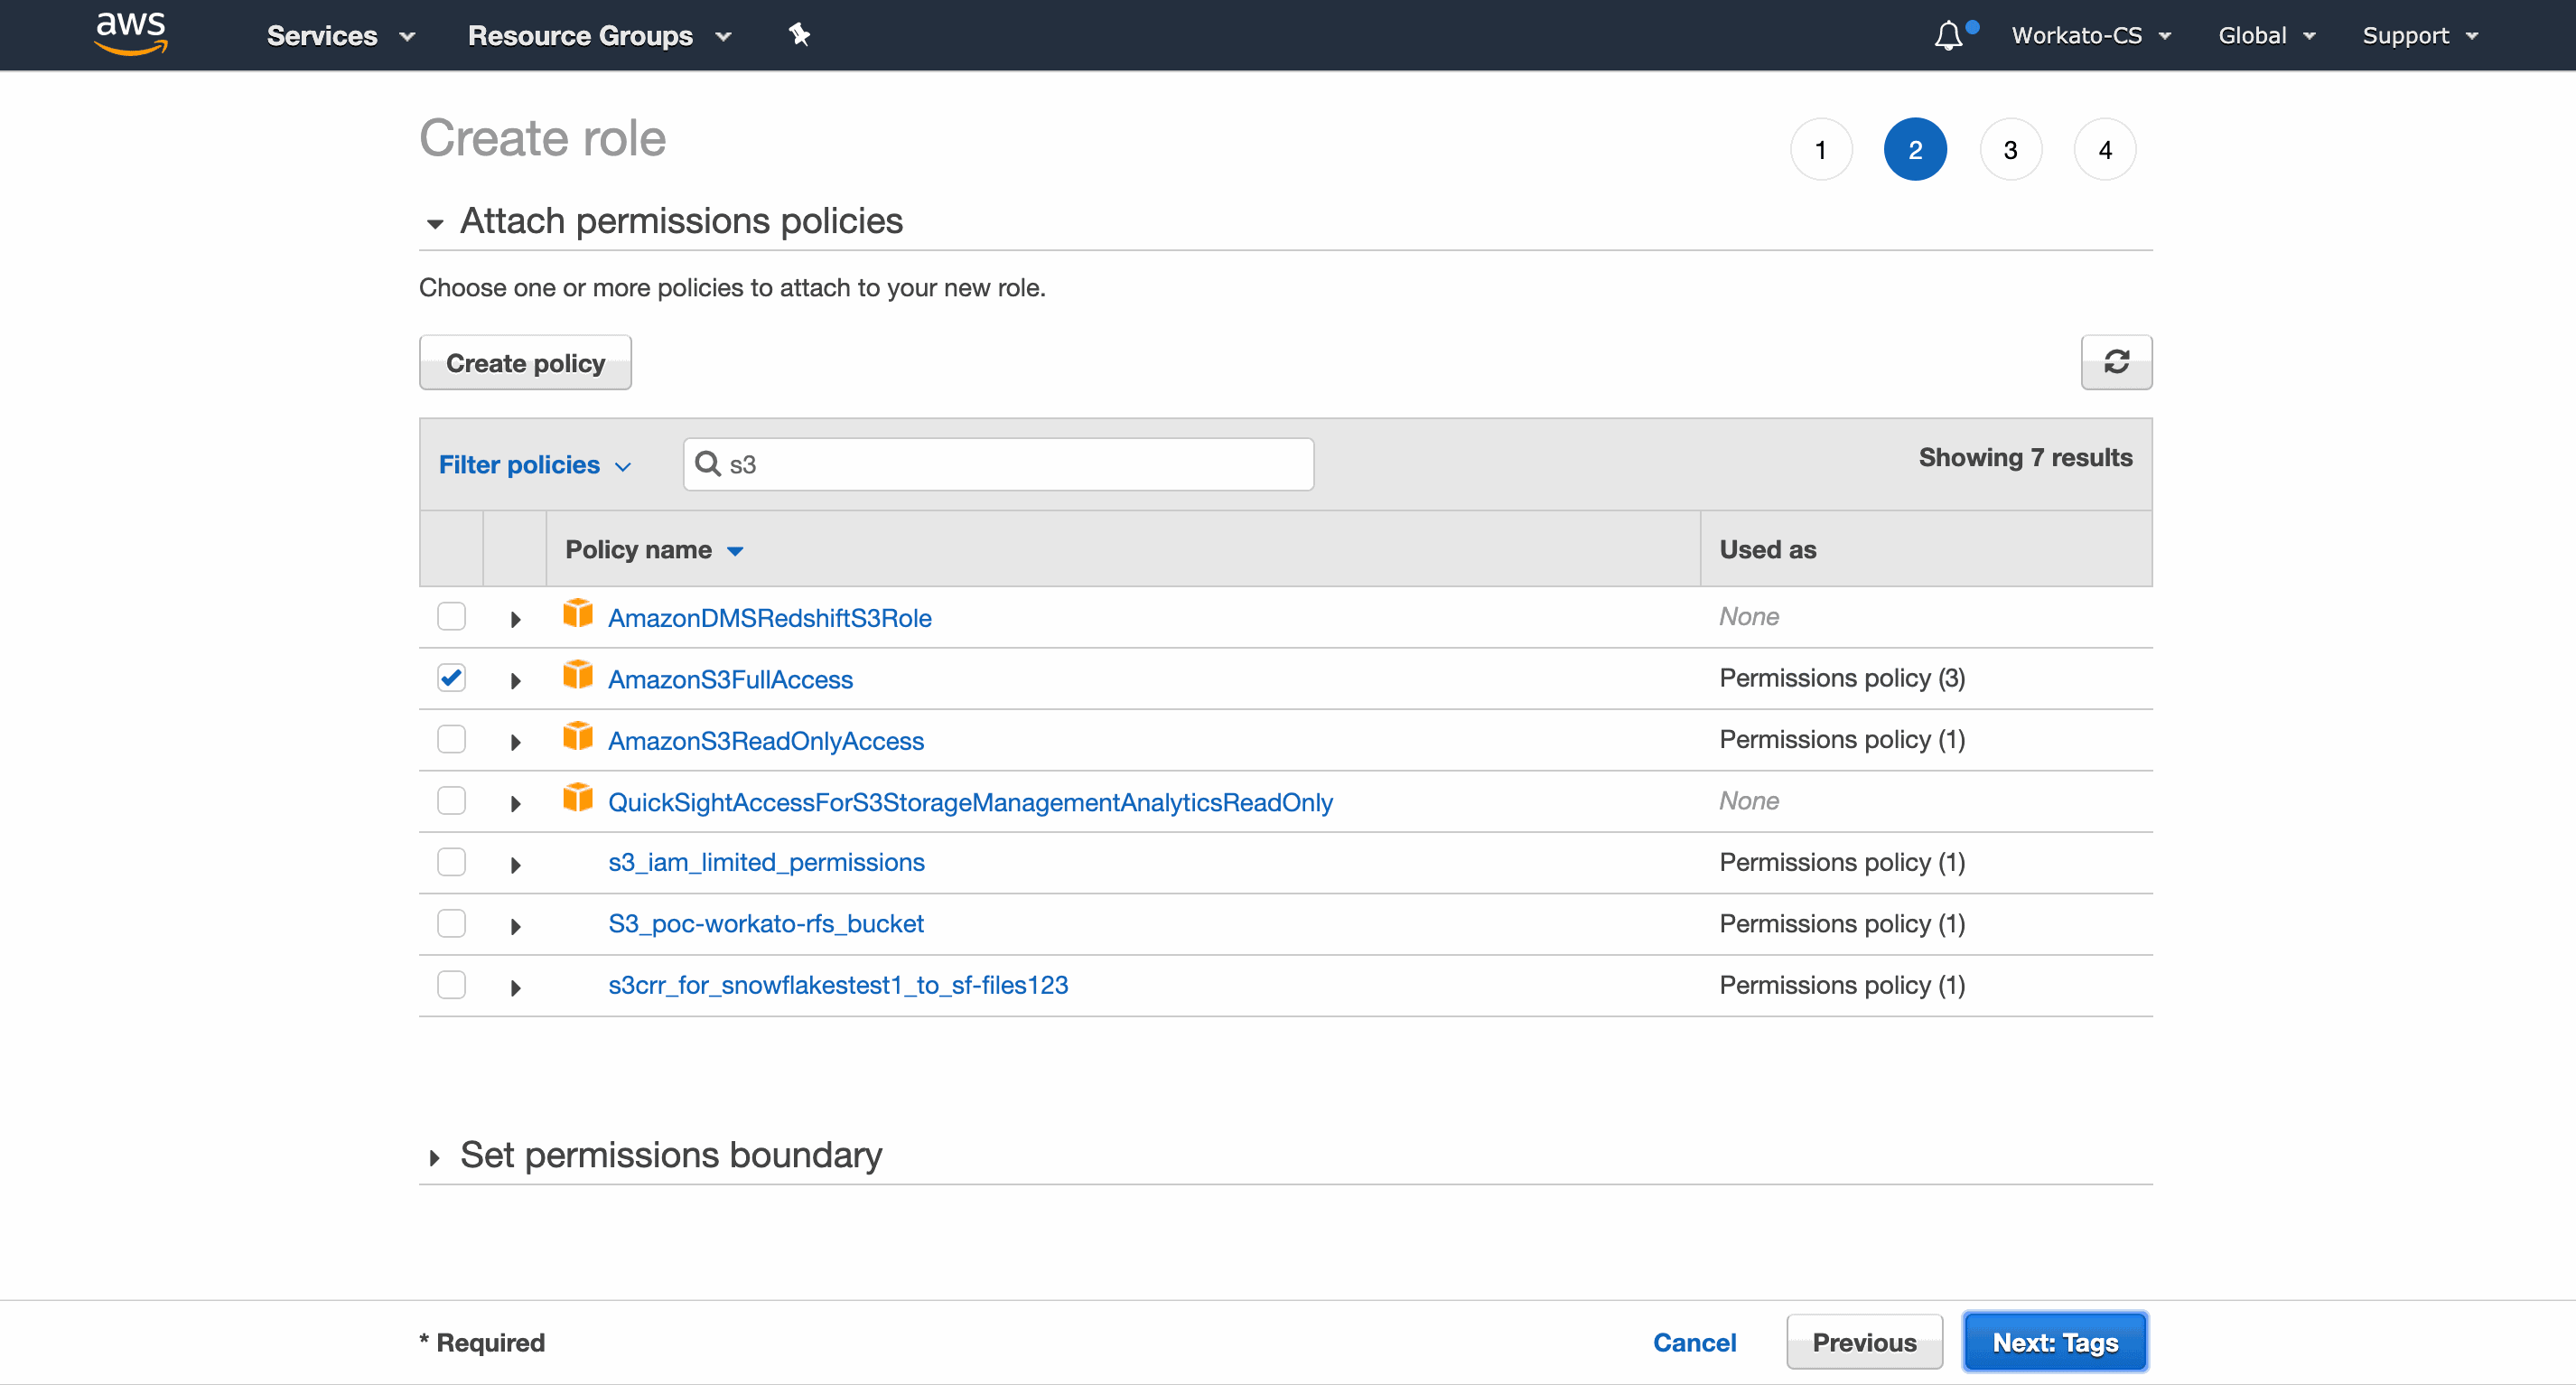 aws Services Resource Groups Workato-CS Global Support
Create role 1 2 3 4
Attach permissions policies
Choose one or more policies to attach to your new role.
Create policy
Filter policies s3 Showing 7 results
Policy name Used as
AmazonDMSRedshiftS3Role None
AmazonS3FullAccess Permissions policy (3)
AmazonS3ReadOnlyAccess Permissions policy (1)
QuickSightAccessForS3StorageManagementAnalyticsReadOnly None
s3_iam_limited_permissions Permissions policy (1)
S3_poc-workato-rfs_bucket Permissions policy (1)
s3crr_for_snowflakestest1_to_sf-files123 Permissions policy (1)
Set permissions boundary
* Required Cancel Previous Next: Tags